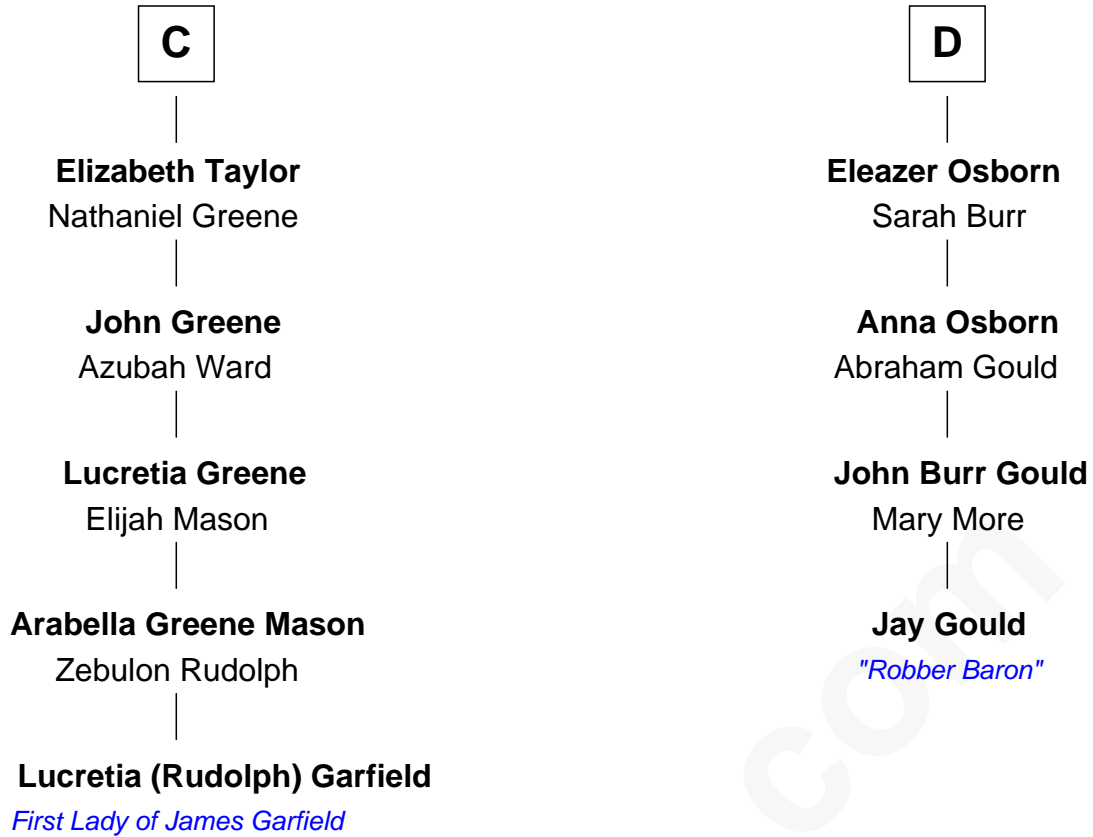 C
Elizabeth Taylor
Nathaniel Greene
John Greene
Azubah Ward
Lucretia Greene
Elijah Mason
Arabella Greene Mason
Zebulon Rudolph
Lucretia (Rudolph) Garfield
First Lady of James Garfield
D
Eleazer Osborn
Sarah Burr
Anna Osborn
Abraham Gould
John Burr Gould
Mary More
Jay Gould
"Robber Baron"
com